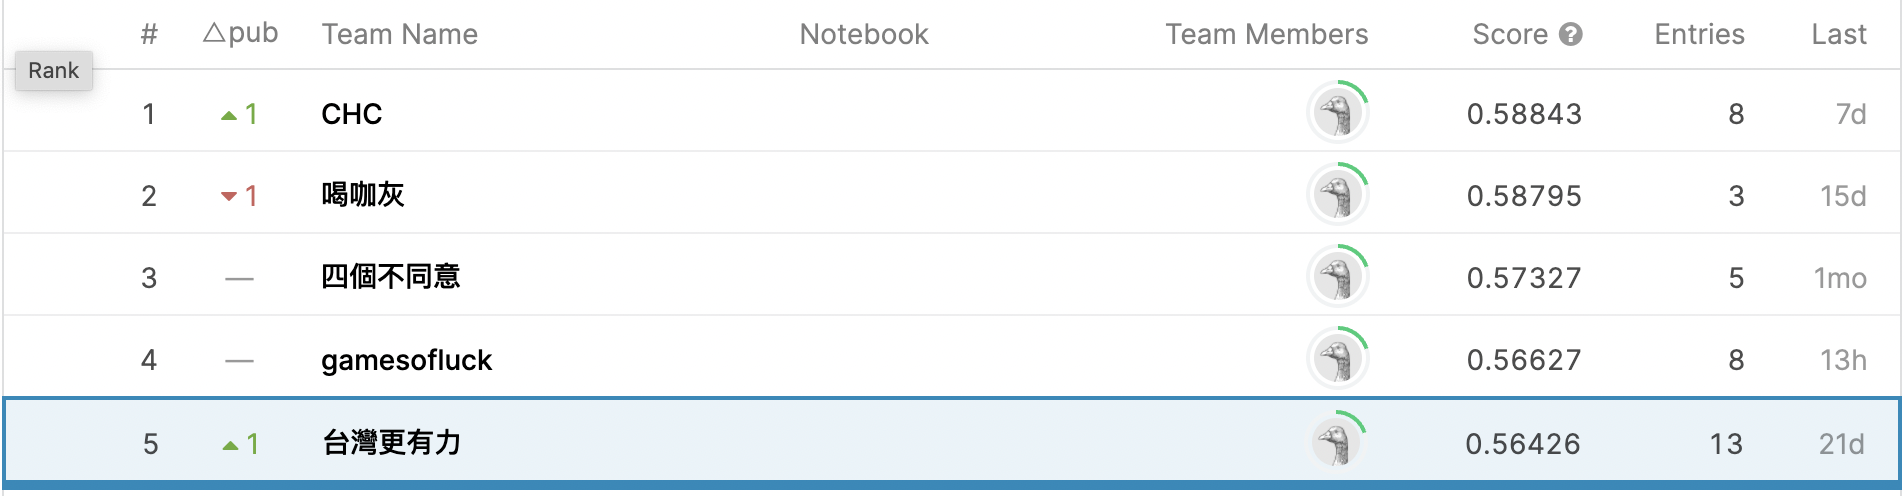 # △pub Team Name Notebook Team Members Score ? Entries Last
Rank
1 ▲1 CHC 0.58843 8 7d
2 ▼1 喝咖灰 0.58795 3 15d
3 — 四個不同意 0.57327 5 1mo
4 — gamesofluck 0.56627 8 13h
5 ▲1 台灣更有力 0.56426 13 21d